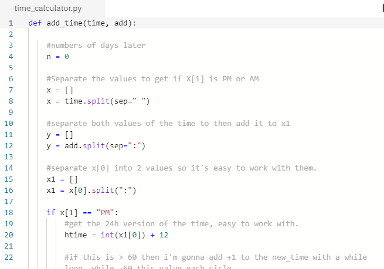 time_calculator.py
1 def add_time(time, add):
2
3 #numbers of days later
4 n = 0
5
6 #Separate the values to get if X[1] is PM or AM
7 x = []
8 x = time.split(sep=" ")
9
10 #separate both values of the time to then add it to x1
11 y = []
12 y = add.split(sep=":")
13
14 #separate x[0] into 2 values so it's easy to work with them.
15 x1 = []
16 x1 = x[0].split(":")
17
18 if x[1] == "PM":
19 #get the 24h version of the time, easy to work with.
20 htime = int(x1[0]) + 12
21
22 #if this is > 60 then i'm gonna add +1 to the new_time with a while